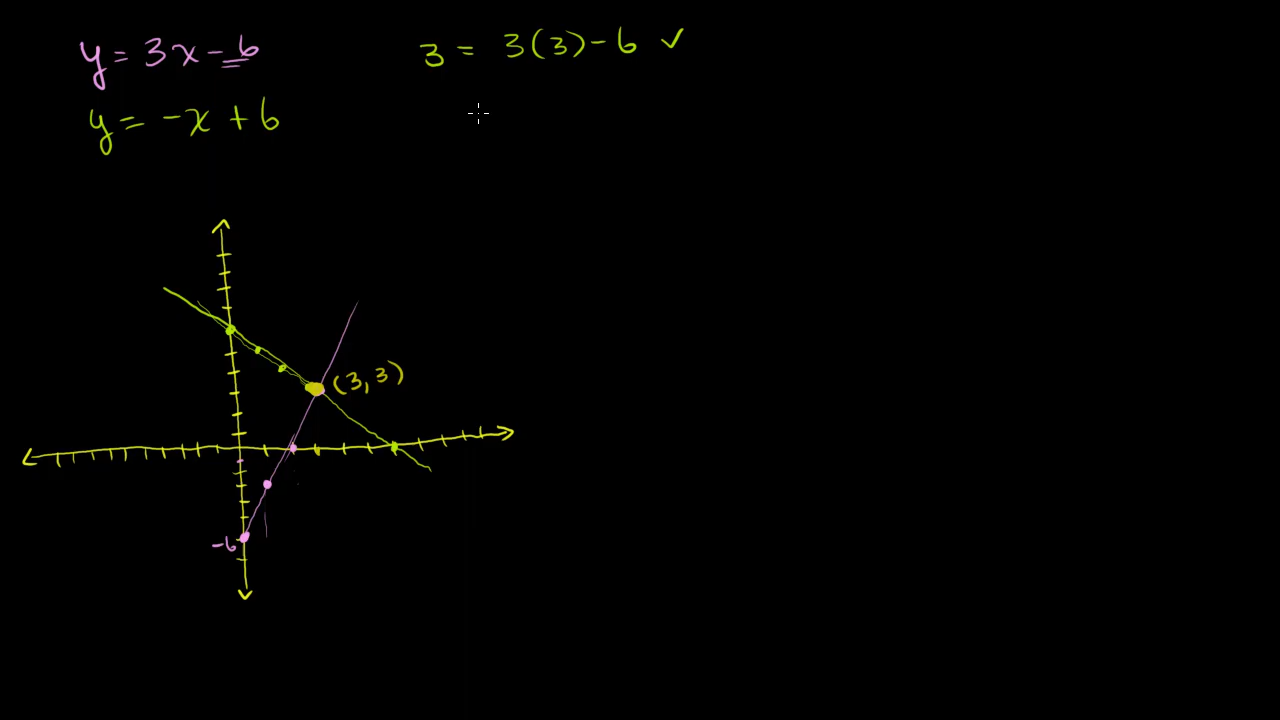 y = 3x - 6
3 = 3(3) - 6 ✓
y = -x + 6
(3, 3)
-6